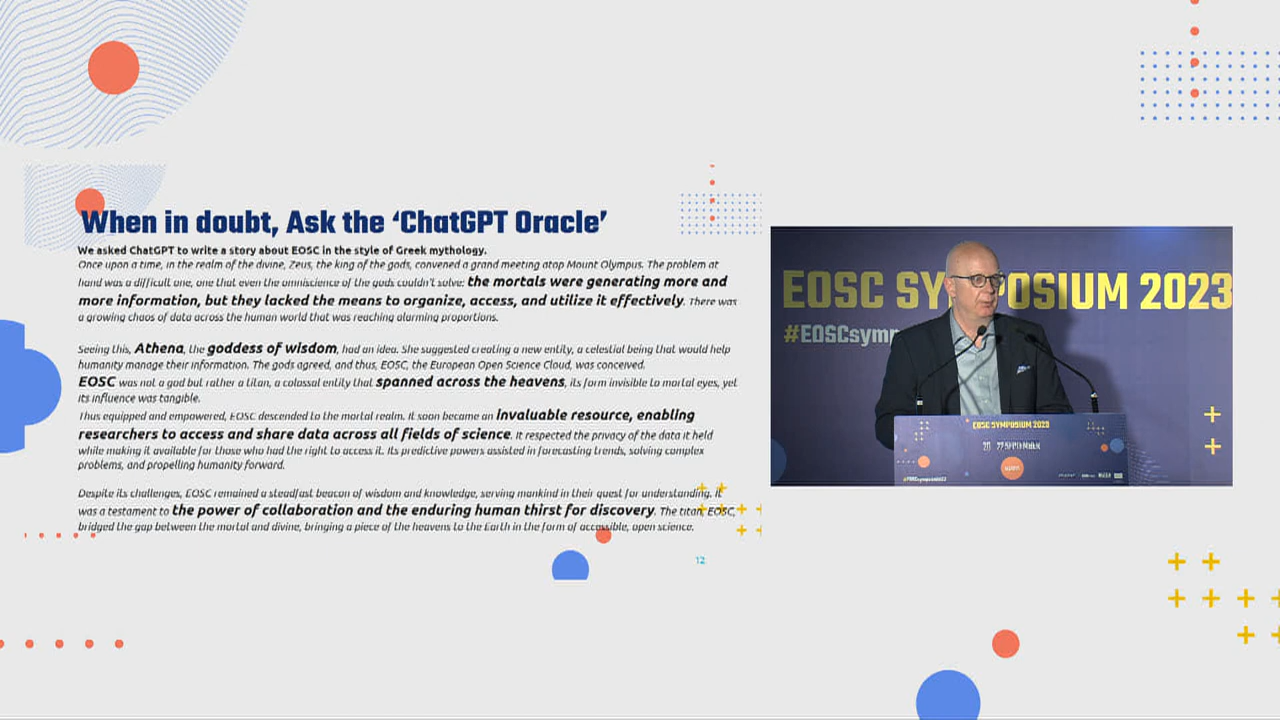 When in doubt, Ask the ‘ChatGPT Oracle’
We asked ChatGPT to write a story about EOSC in the style of Greek mythology.
Once upon a time, in the realm of the divine, Zeus, the king of the gods, convened a grand meeting atop Mount Olympus. The problem at
hand was a difficult one, one that even the omniscience of the gods couldn't solve: the mortals were generating more and
more information, but they lacked the means to organize, access, and utilize it effectively. There was
a growing chaos of data across the human world that was reaching alarming proportions.
Seeing this, Athena, the goddess of wisdom, had an idea. She suggested creating a new entity, a celestial being that would help
humanity manage their information. The gods agreed, and thus, EOSC, the European Open Science Cloud, was conceived.
EOSC was not a god but rather a titan, a colossal entity that spanned across the heavens, its form invisible to mortal eyes, yet
its influence was tangible.
Thus equipped and empowered, EOSC descended to the mortal realm. It soon became an invaluable resource, enabling
researchers to access and share data across all fields of science. It respected the privacy of the data it held
while making it available for those who had the right to access it. Its predictive powers assisted in forecasting trends, solving complex
problems, and propelling humanity forward.
Despite its challenges, EOSC remained a steadfast beacon of wisdom and knowledge, serving mankind in their quest for understanding. It
was a testament to the power of collaboration and the enduring human thirst for discovery. The titan, EOSC,
bridged the gap between the mortal and divine, bringing a piece of the heavens to the Earth in the form of accessible, open science.
12
EOSC SYMPOSIUM 2023
#EOSCsymp
EOSC SYMPOSIUM 2023